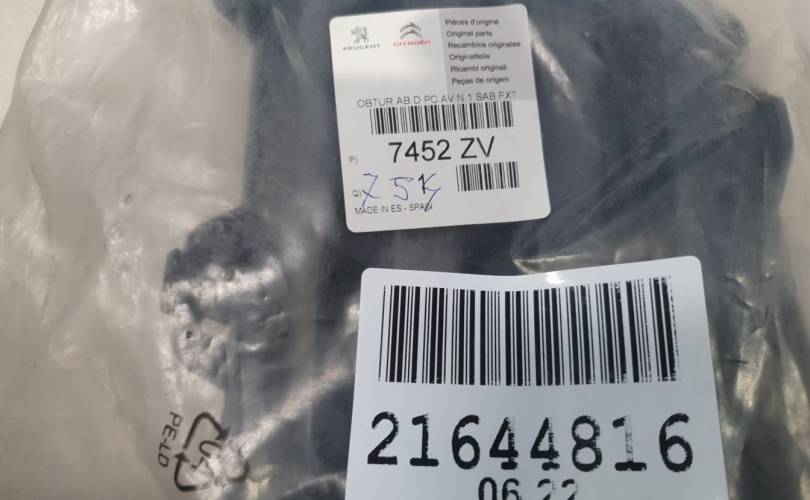 PEUGEOT
CITROËN
Pièces d'origine
Original parts
Recambios originales
Originalteile
Ricambi originali
Peças de origem
OBTUR AB D PC AV N 1 SAB FXT
P) 7452 ZV
Q) 1
MADE IN ES - SPAIN
21644816
06.22
PE-LD